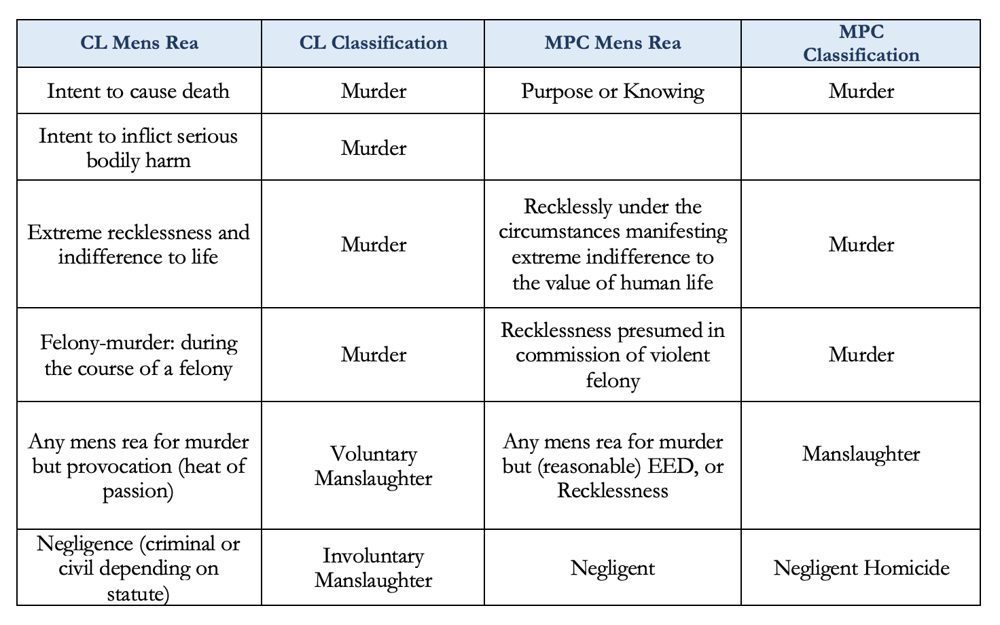 CL Mens Rea
CL Classification
MPC Mens Rea
MPC
Classification
Intent to cause death
Murder
Purpose or Knowing
Murder
Intent to inflict serious
bodily harm
Murder
Extreme recklessness and
indifference to life
Murder
Recklessly under the
circumstances manifesting
extreme indifference to
the value of human life
Murder
Felony-murder: during
the course of a felony
Murder
Recklessness presumed in
commission of violent
felony
Murder
Any mens rea for murder
but provocation (heat of
passion)
Voluntary
Manslaughter
Any mens rea for murder
but (reasonable) EED, or
Recklessness
Manslaughter
Negligence (criminal or
civil depending on
statute)
Involuntary
Manslaughter
Negligent
Negligent Homicide